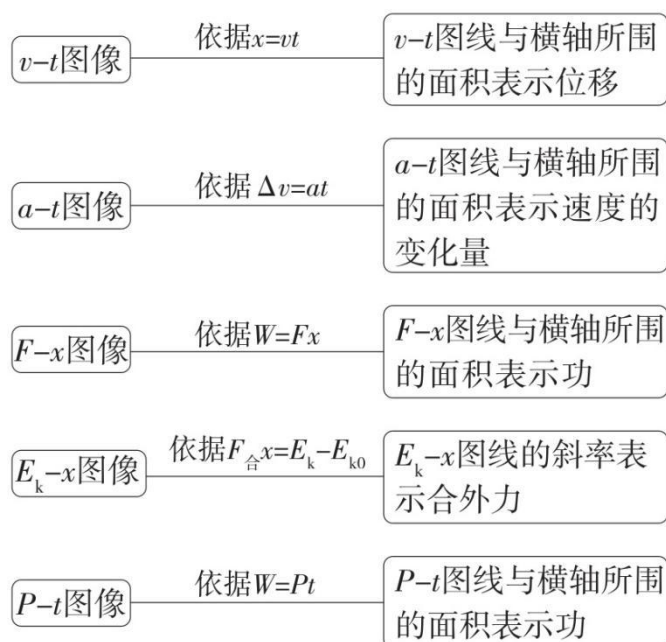 v-t图像
依据x=vt
v-t图线与横轴所围
的面积表示位移
a-t图像
依据Δv=at
a-t图线与横轴所围
的面积表示速度的
变化量
F-x图像
依据W=Fx
F-x图线与横轴所围
的面积表示功
Eₖ-x图像
依据F合x=Eₖ-Eₖ₀
Eₖ-x图线的斜率表
示合外力
P-t图像
依据W=Pt
P-t图线与横轴所围
的面积表示功